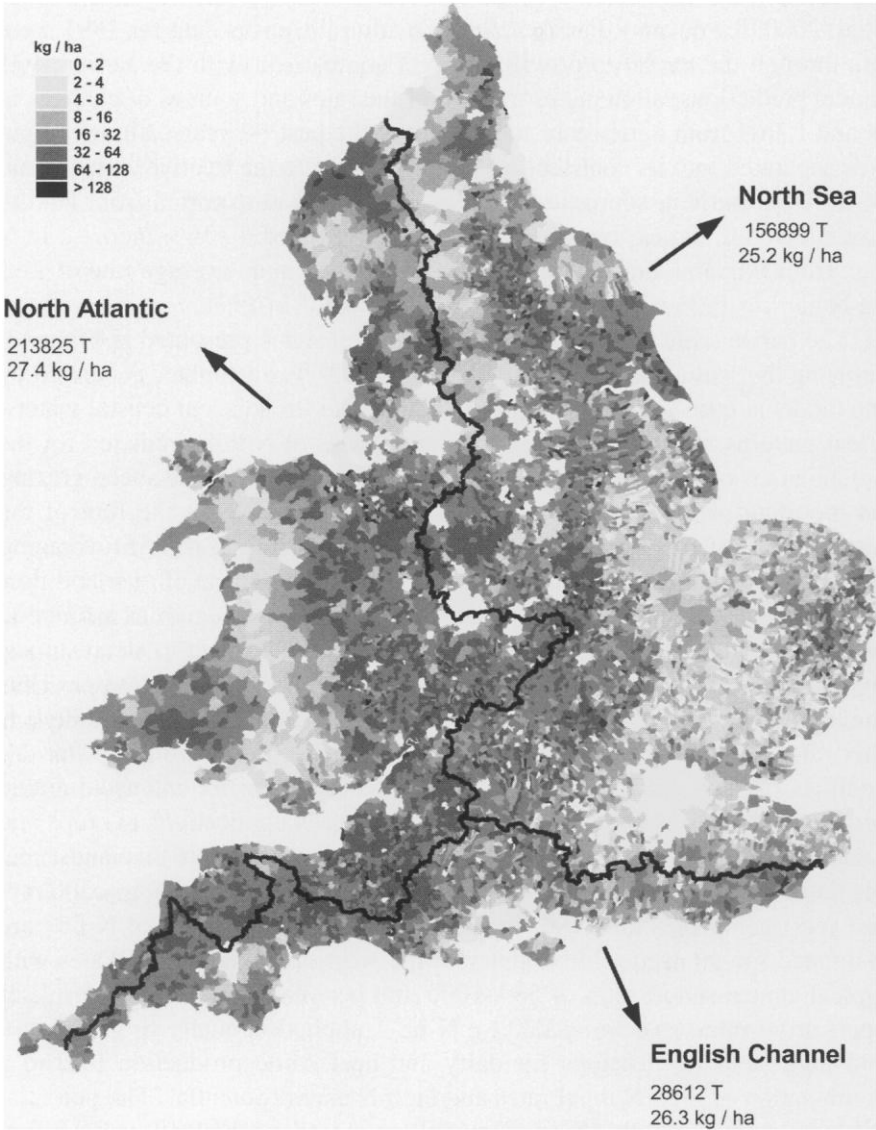 kg / ha
0 - 2
2 - 4
4 - 8
8 - 16
16 - 32
32 - 64
64 - 128
> 128
North Sea
156899 T
25.2 kg / ha
North Atlantic
213825 T
27.4 kg / ha
English Channel
28612 T
26.3 kg / ha